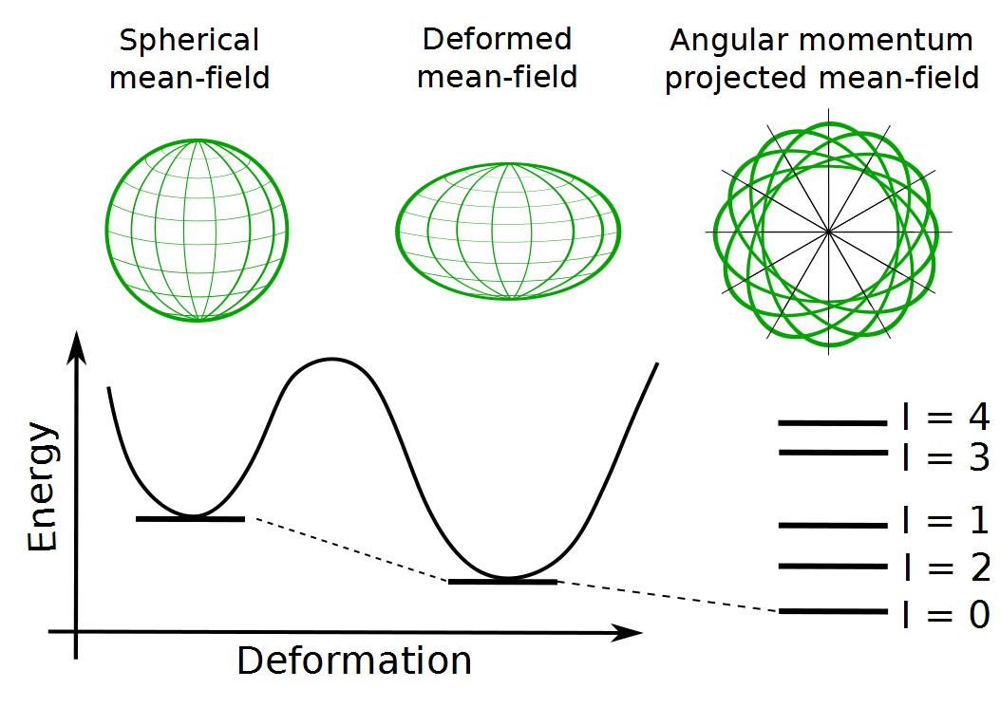 Spherical
mean-field
Deformed
mean-field
Angular momentum
projected mean-field
Energy
Deformation
I = 4
I = 3
I = 1
I = 2
I = 0